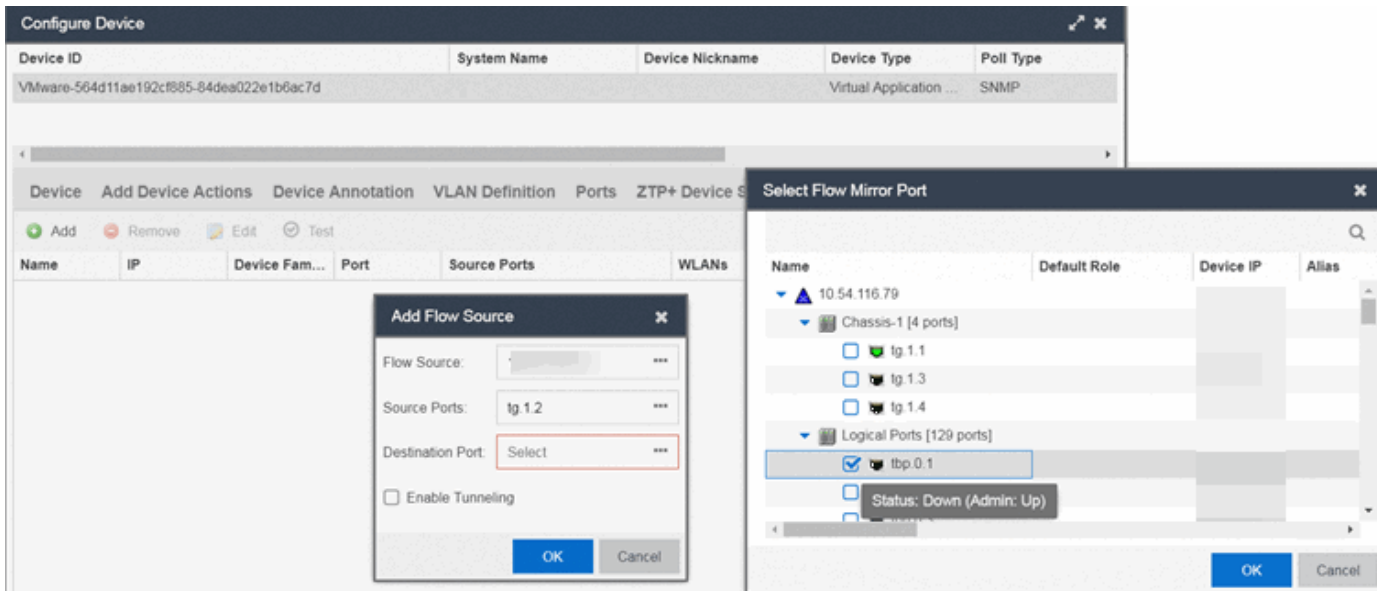 Configure Device
Device ID System Name Device Nickname Device Type Poll Type
VMware-564d11ae192cf885-84dea022e1b6ac7d Virtual Application ... SNMP
Device Add Device Actions Device Annotation VLAN Definition Ports ZTP+ Device S
Add Remove Edit Test
Name IP Device Fam... Port Source Ports WLANs
Add Flow Source
Flow Source: ...
Source Ports: tg.1.2 ...
Destination Port: Select ...
Enable Tunneling
OK Cancel
Select Flow Mirror Port
Name Default Role Device IP Alias
10.54.116.79
Chassis-1 [4 ports]
tg.1.1
tg.1.3
tg.1.4
Logical Ports [129 ports]
tbp.0.1
Status: Down (Admin: Up)
OK Cancel